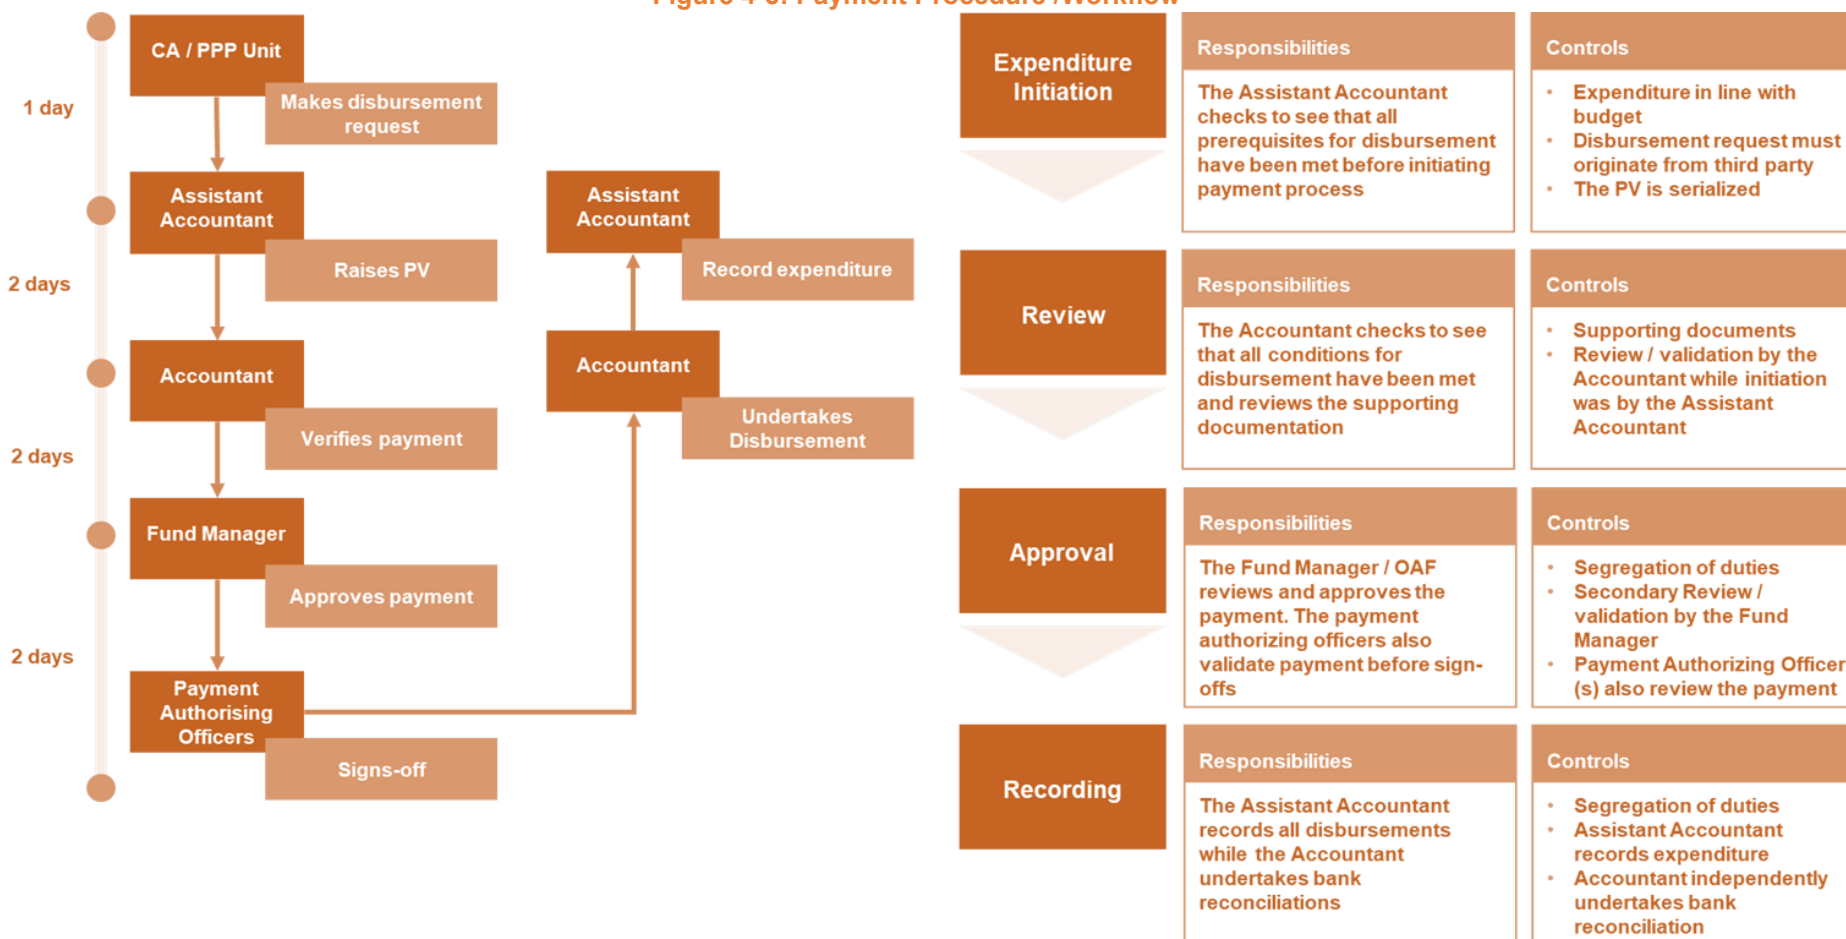 Figure 4-6: Payment Procedure /Workflow
CA / PPP Unit
Makes disbursement
request
1 day
Assistant
Accountant
Raises PV
2 days
Accountant
Verifies payment
2 days
Fund Manager
Approves payment
2 days
Payment
Authorising
Officers
Signs-off
Assistant
Accountant
Record expenditure
Accountant
Undertakes
Disbursement
Expenditure
Initiation
Responsibilities
The Assistant Accountant
checks to see that all
prerequisites for disbursement
have been met before initiating
payment process
Controls
• Expenditure in line with
budget
• Disbursement request must
originate from third party
• The PV is serialized
Review
Responsibilities
The Accountant checks to see
that all conditions for
disbursement have been met
and reviews the supporting
documentation
Controls
• Supporting documents
• Review / validation by the
Accountant while initiation
was by the Assistant
Accountant
Approval
Responsibilities
The Fund Manager / OAF
reviews and approves the
payment. The payment
authorizing officers also
validate payment before sign-
offs
Controls
• Segregation of duties
• Secondary Review /
validation by the Fund
Manager
• Payment Authorizing Officer
(s) also review the payment
Recording
Responsibilities
The Assistant Accountant
records all disbursements
while the Accountant
undertakes bank
reconciliations
Controls
• Segregation of duties
• Assistant Accountant
records expenditure
• Accountant independently
undertakes bank
reconciliation